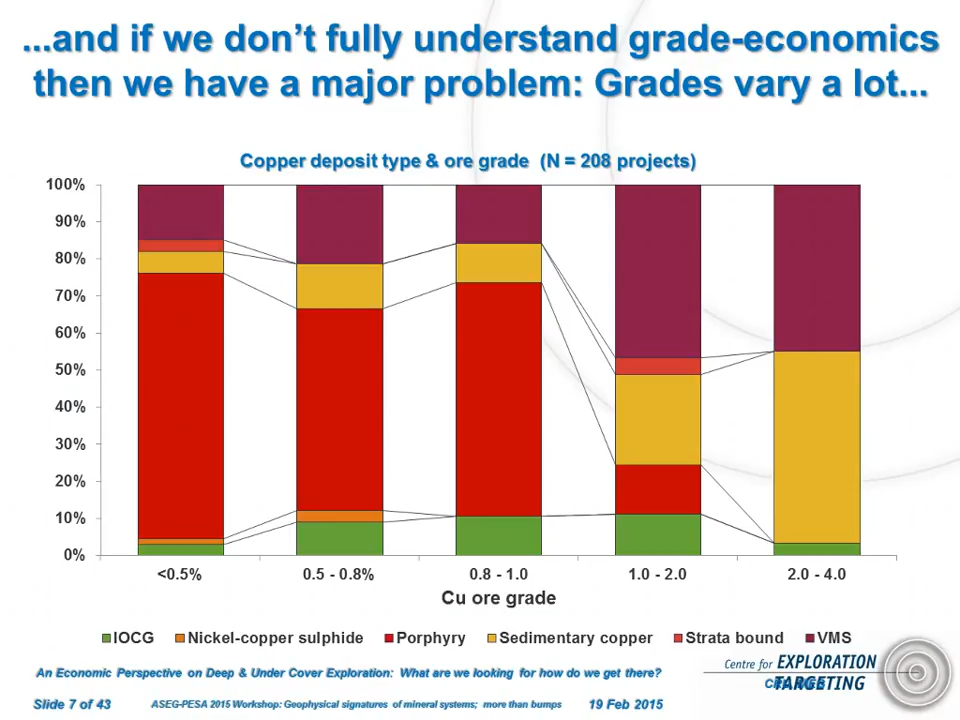 ...and if we don't fully understand grade-economics
then we have a major problem: Grades vary a lot...
Copper deposit type & ore grade (N = 208 projects)
100%
90%
80%
70%
60%
50%
40%
30%
20%
10%
0%
<0.5%
0.5 - 0.8%
0.8 - 1.0
1.0 - 2.0
2.0 - 4.0
Cu ore grade
IOCG
Nickel-copper sulphide
Porphyry
Sedimentary copper
Strata bound
VMS
An Economic Perspective on Deep & Under Cover Exploration: What are we looking for how do we get there?
Centre for EXPLORATION
TARGETING
Slide 7 of 43
ASEG-PESA 2015 Workshop: Geophysical signatures of mineral systems; more than bumps
19 Feb 2015